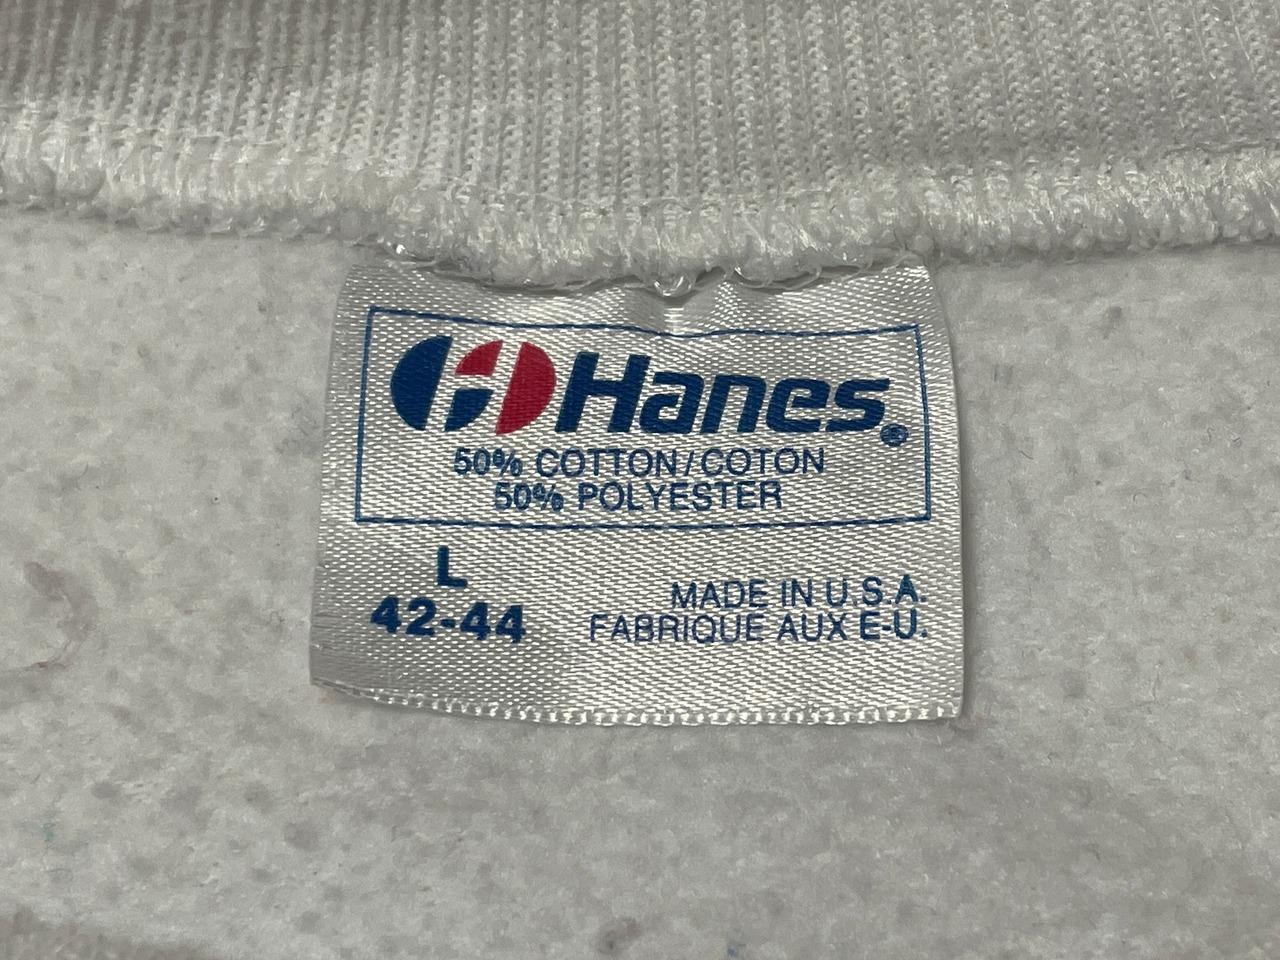 Hanes®
50% COTTON/COTON
50% POLYESTER
L
42-44
MADE IN U.S.A.
FABRIQUE AUX E-U.